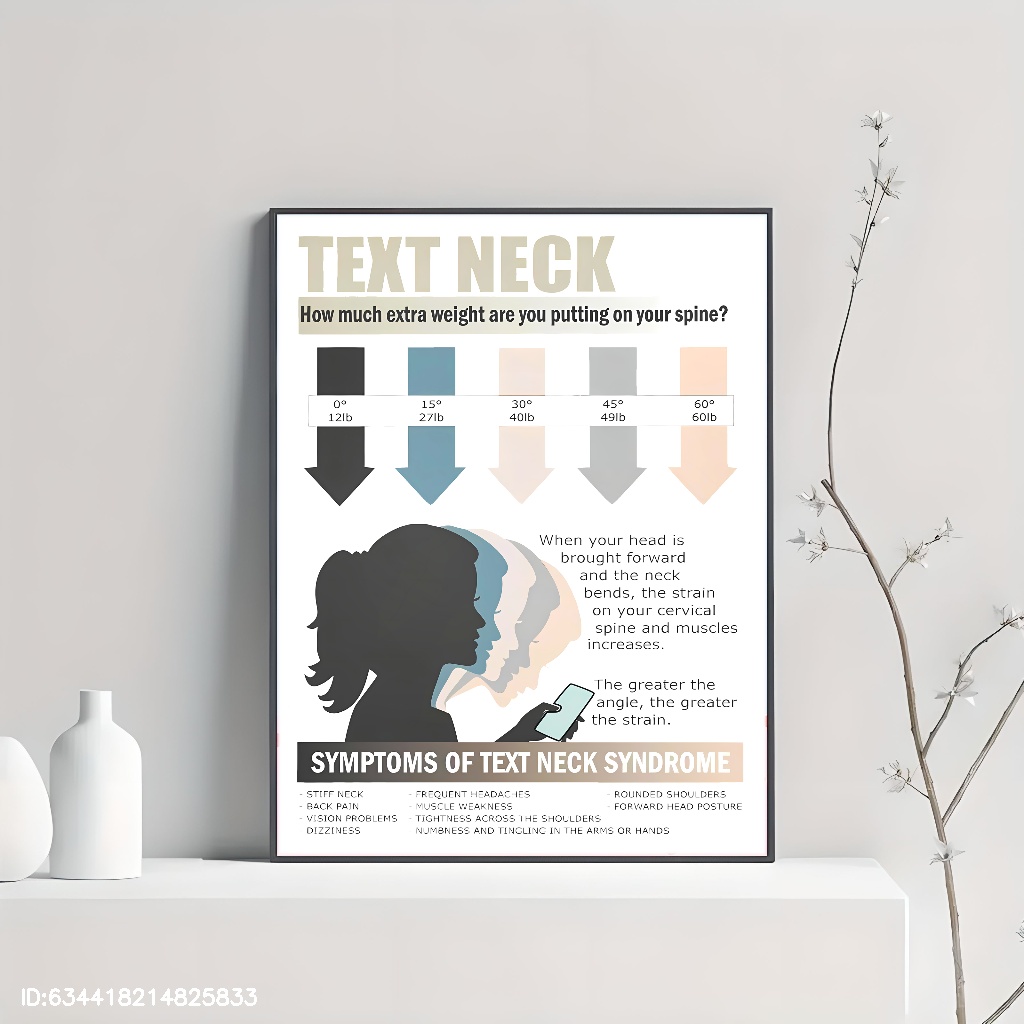 TEXT NECK
How much extra weight are you putting on your spine?
0° 15° 30° 45° 60°
12lb 27lb 40lb 49lb 60lb
When your head is
brought forward
and the neck
bends, the strain
on your cervical
spine and muscles
increases.
The greater the
angle, the greater
the strain.
SYMPTOMS OF TEXT NECK SYNDROME
- STIFF NECK - FREQUENT HEADACHES - ROUNDED SHOULDERS
- BACK PAIN - MUSCLE WEAKNESS - FORWARD HEAD POSTURE
- VISION PROBLEMS - TIGHTNESS ACROSS THE SHOULDERS
DIZZINESS NUMBNESS AND TINGLING IN THE ARMS OR HANDS
ID:634418214825833